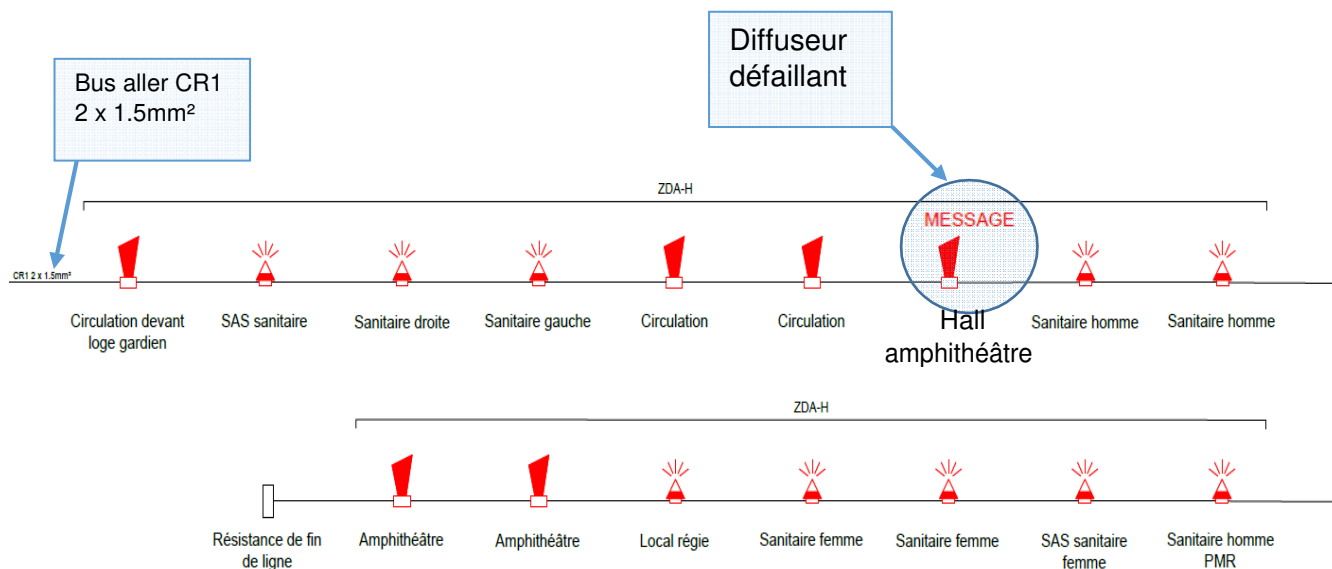 Bus aller CR1
2 x 1.5mm²
Diffuseur
défaillant
ZDA-H
MESSAGE
CR1 2 x 1.5mm²
Circulation devant
loge gardien
SAS sanitaire
Sanitaire droite
Sanitaire gauche
Circulation
Circulation
Hall
amphithéâtre
Sanitaire homme
Sanitaire homme
ZDA-H
Résistance de fin
de ligne
Amphithéâtre
Amphithéâtre
Local régie
Sanitaire femme
Sanitaire femme
SAS sanitaire
femme
Sanitaire homme
PMR